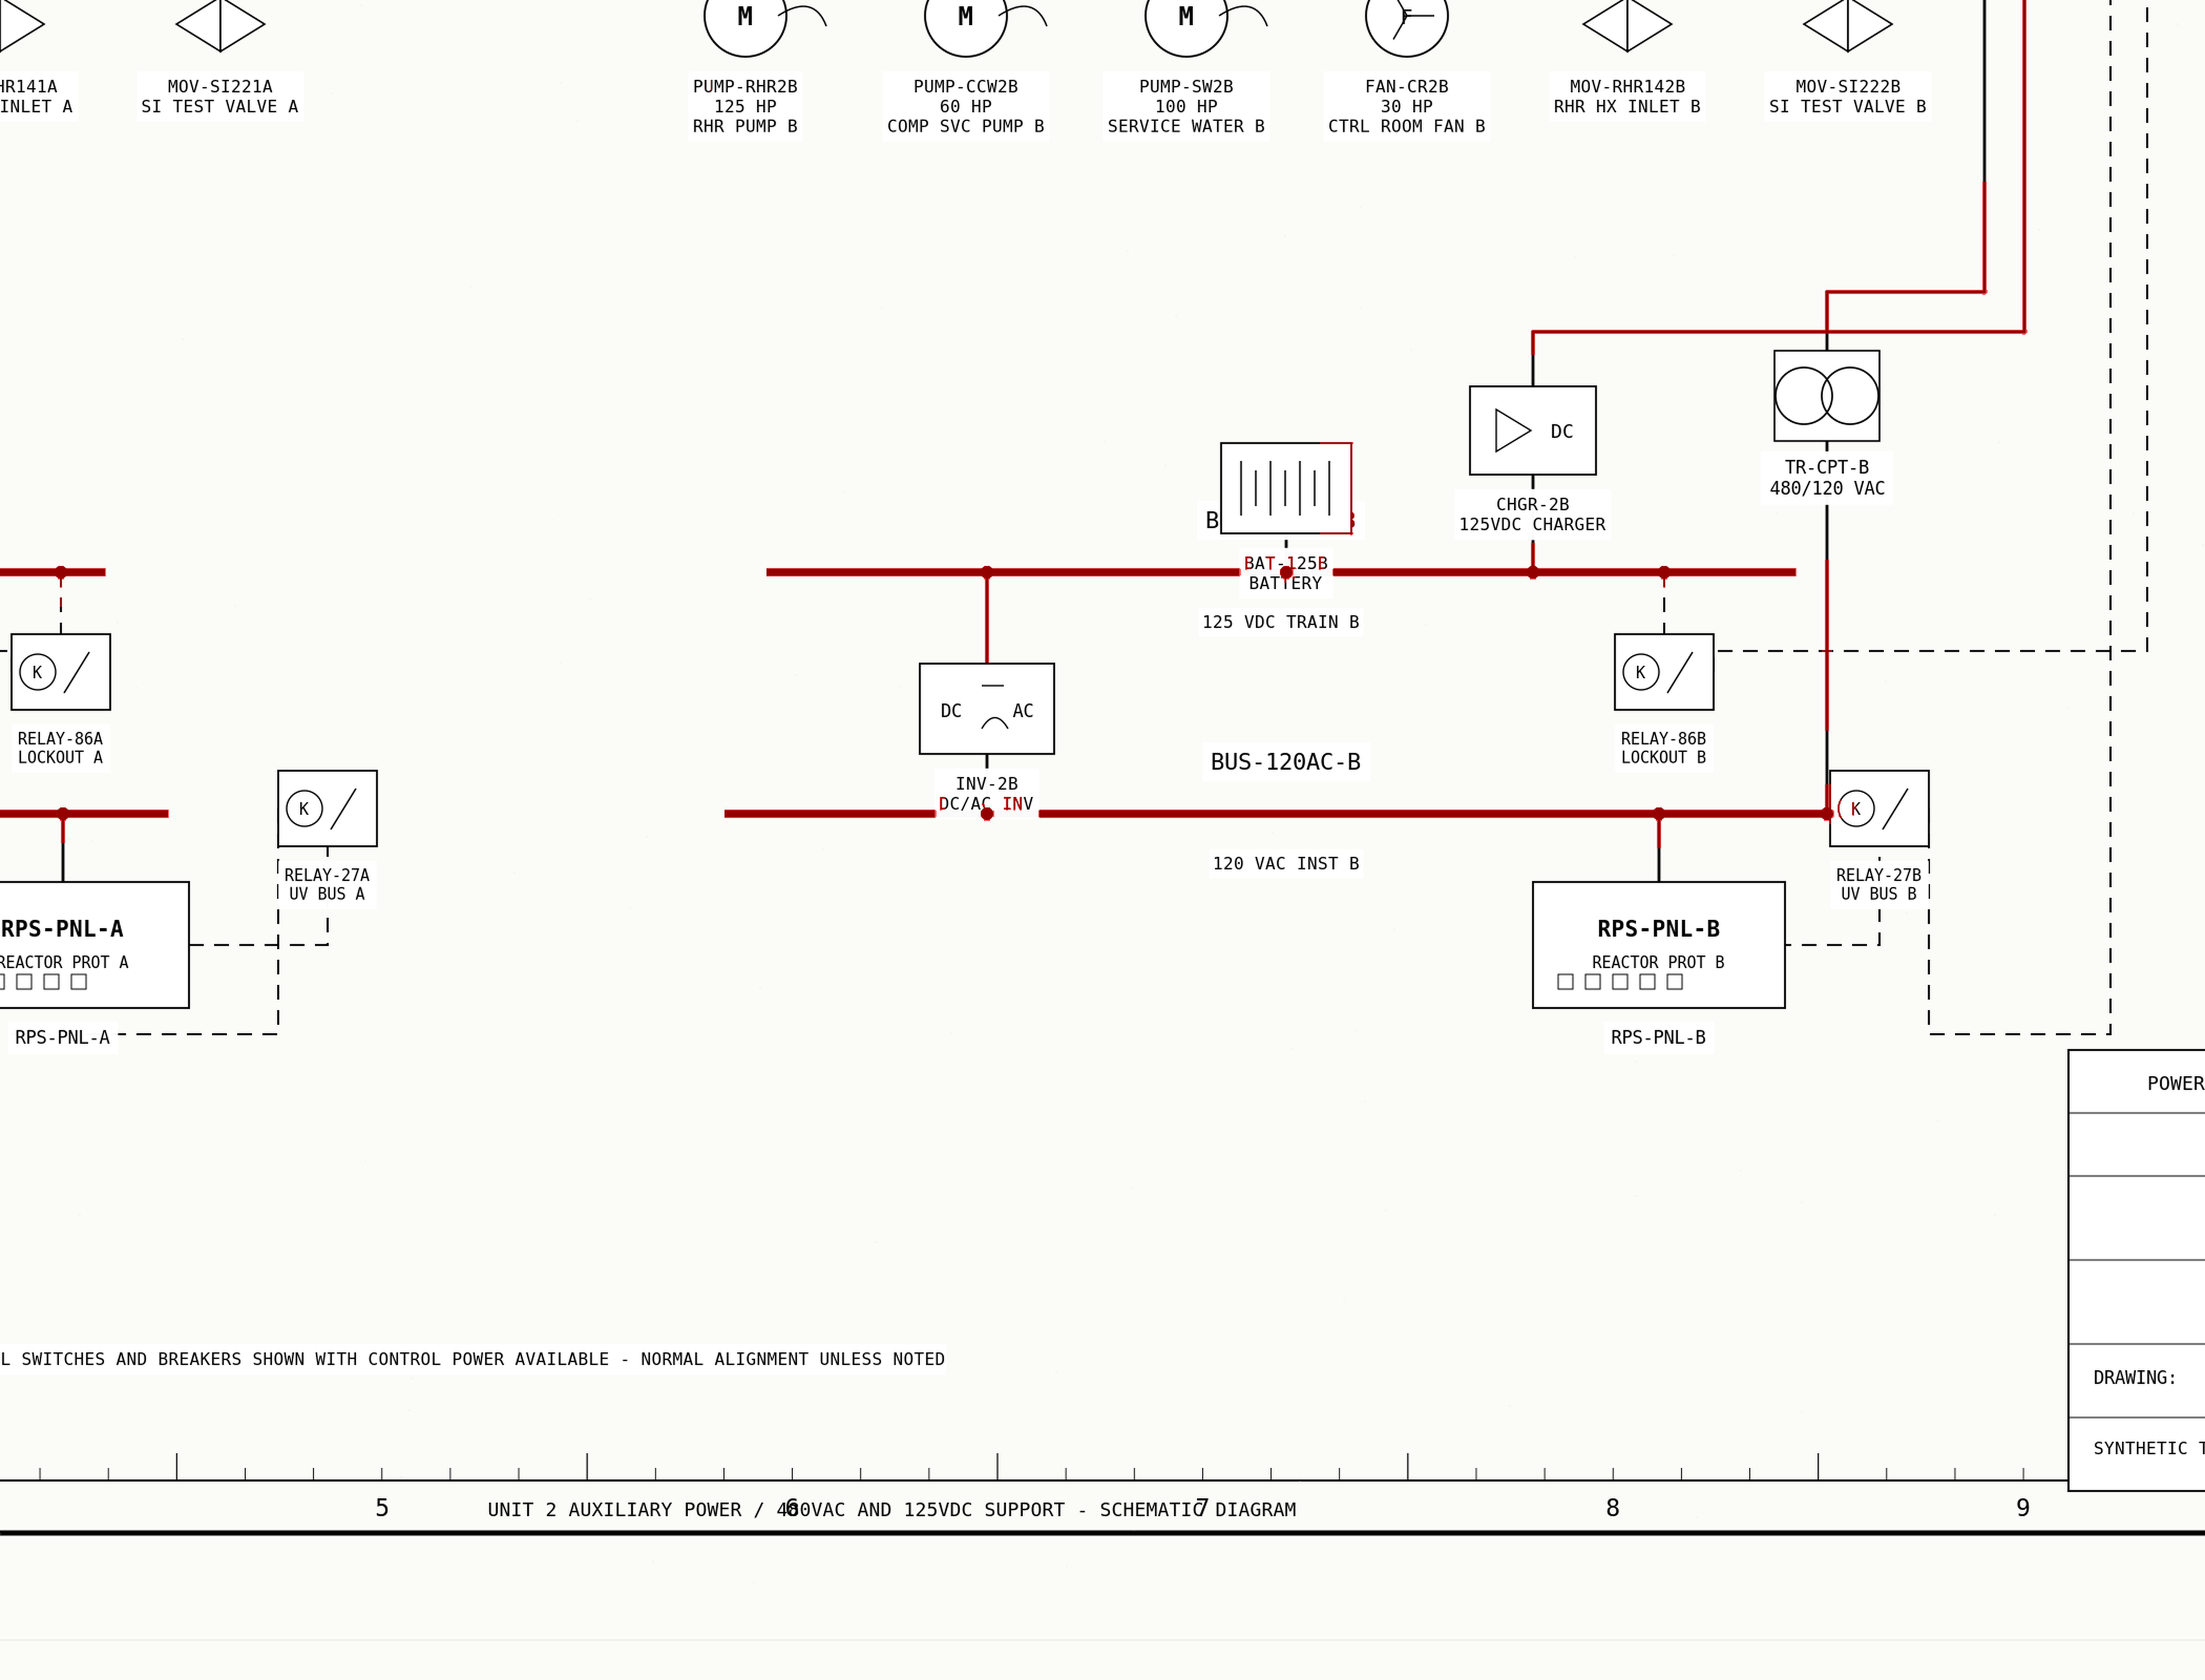 M
M
M
F
HR141A
INLET A
MOV-SI221A
SI TEST VALVE A
PUMP-RHR2B
125 HP
RHR PUMP B
PUMP-CCW2B
60 HP
COMP SVC PUMP B
PUMP-SW2B
100 HP
SERVICE WATER B
FAN-CR2B
30 HP
CTRL ROOM FAN B
MOV-RHR142B
RHR HX INLET B
MOV-SI222B
SI TEST VALVE B
DC
TR-CPT-B
480/120 VAC
CHGR-2B
125VDC CHARGER
BAT-125B
BATTERY
125 VDC TRAIN B
K
K
DC AC
RELAY-86A
LOCKOUT A
RELAY-86B
LOCKOUT B
BUS-120AC-B
INV-2B
DC/AC INV
K
K
120 VAC INST B
RELAY-27A
UV BUS A
RELAY-27B
UV BUS B
RPS-PNL-A
REACTOR PROT A
RPS-PNL-A
RPS-PNL-B
REACTOR PROT B
RPS-PNL-B
POWER
L SWITCHES AND BREAKERS SHOWN WITH CONTROL POWER AVAILABLE - NORMAL ALIGNMENT UNLESS NOTED
DRAWING:
SYNTHETIC T
5 6 7 8 9
UNIT 2 AUXILIARY POWER / 480VAC AND 125VDC SUPPORT - SCHEMATIC DIAGRAM